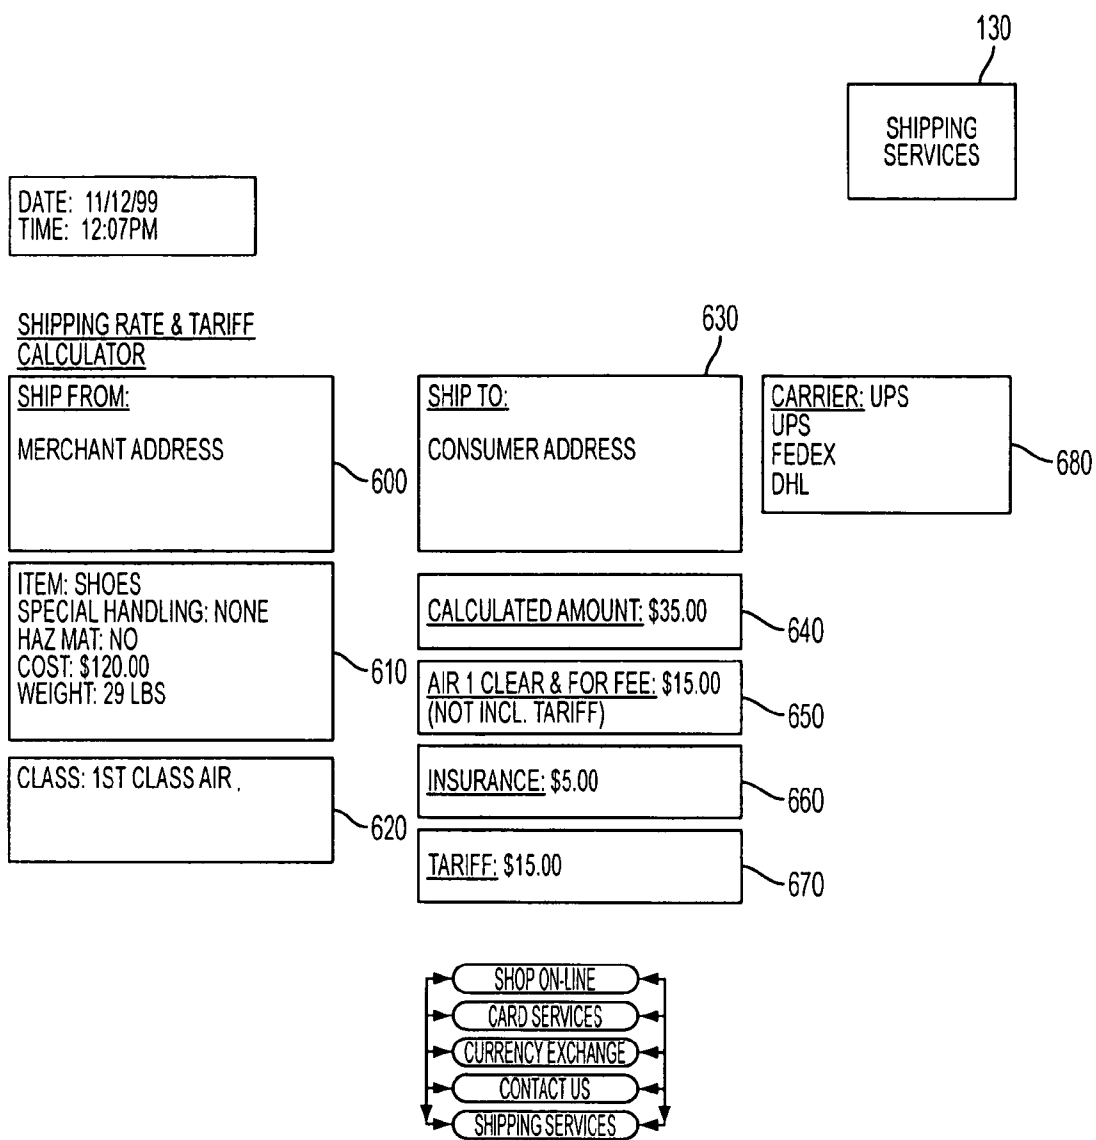 130
SHIPPING
SERVICES
DATE: 11/12/99
TIME: 12:07PM
SHIPPING RATE & TARIFF
CALCULATOR
630
SHIP FROM:
MERCHANT ADDRESS
600
SHIP TO:
CONSUMER ADDRESS
CARRIER: UPS
UPS
FEDEX
DHL
680
ITEM: SHOES
SPECIAL HANDLING: NONE
HAZ MAT: NO
COST: $120.00
WEIGHT: 29 LBS
610
CALCULATED AMOUNT: $35.00
640
AIR 1 CLEAR & FOR FEE: $15.00
(NOT INCL. TARIFF)
650
CLASS: 1ST CLASS AIR
620
INSURANCE: $5.00
660
TARIFF: $15.00
670
SHOP ON-LINE
CARD SERVICES
CURRENCY EXCHANGE
CONTACT US
SHIPPING SERVICES